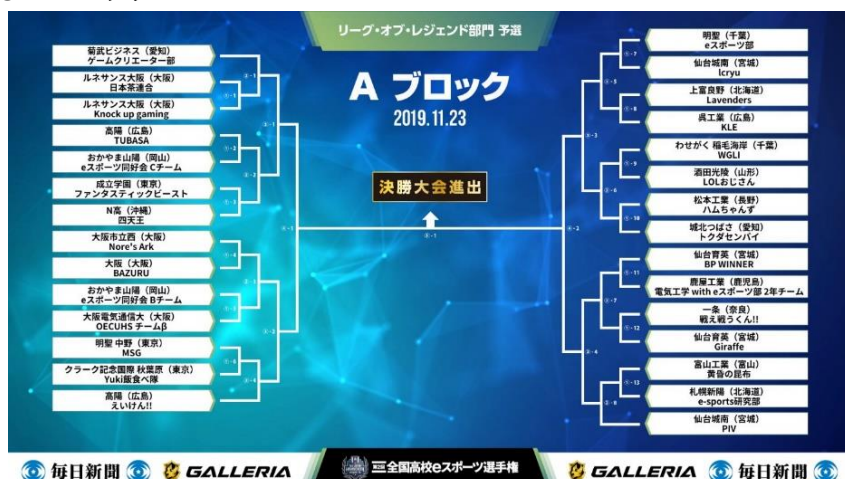 リーグ・オブ・レジェンド部門 予選
A ブロック
2019.11.23
決勝大会進出
菊武ビジネス（愛知）
ゲームクリエーター部
ルネサンス大阪（大阪）
日本茶連合
ルネサンス大阪（大阪）
Knock up gaming
高陽（広島）
TUBASA
おかやま山陽（岡山）
eスポーツ同好会 Cチーム
成立学園（東京）
ファンタスティックビースト
N高（沖縄）
四天王
大阪市立西（大阪）
Nore's Ark
大阪（大阪）
BAZURU
おかやま山陽（岡山）
eスポーツ同好会 Bチーム
大阪電気通信大（大阪）
OECUHS チームβ
明聖 中野（東京）
MSG
クラーク記念国際 秋葉原（東京）
Yuki飯食べ隊
高陽（広島）
えいけん!!
明聖（千葉）
eスポーツ部
仙台城南（宮城）
lcryu
上富良野（北海道）
Lavenders
呉工業（広島）
KLE
わせがく 稲毛海岸（千葉）
WGLI
酒田光陵（山形）
LOLおじさん
松本工業（長野）
ハムちゃんず
城北つばさ（愛知）
トクダセンパイ
仙台育英（宮城）
BP WINNER
鹿屋工業（鹿児島）
電気工学 with eスポーツ部 2年チーム
一条（奈良）
戦え戦うくん!!
仙台育英（宮城）
Giraffe
富山工業（富山）
黄昏の昆布
札幌新陽（北海道）
e-sports研究部
仙台城南（宮城）
PIV
毎日新聞
GALLERIA
全国高校eスポーツ選手権
GALLERIA
毎日新聞